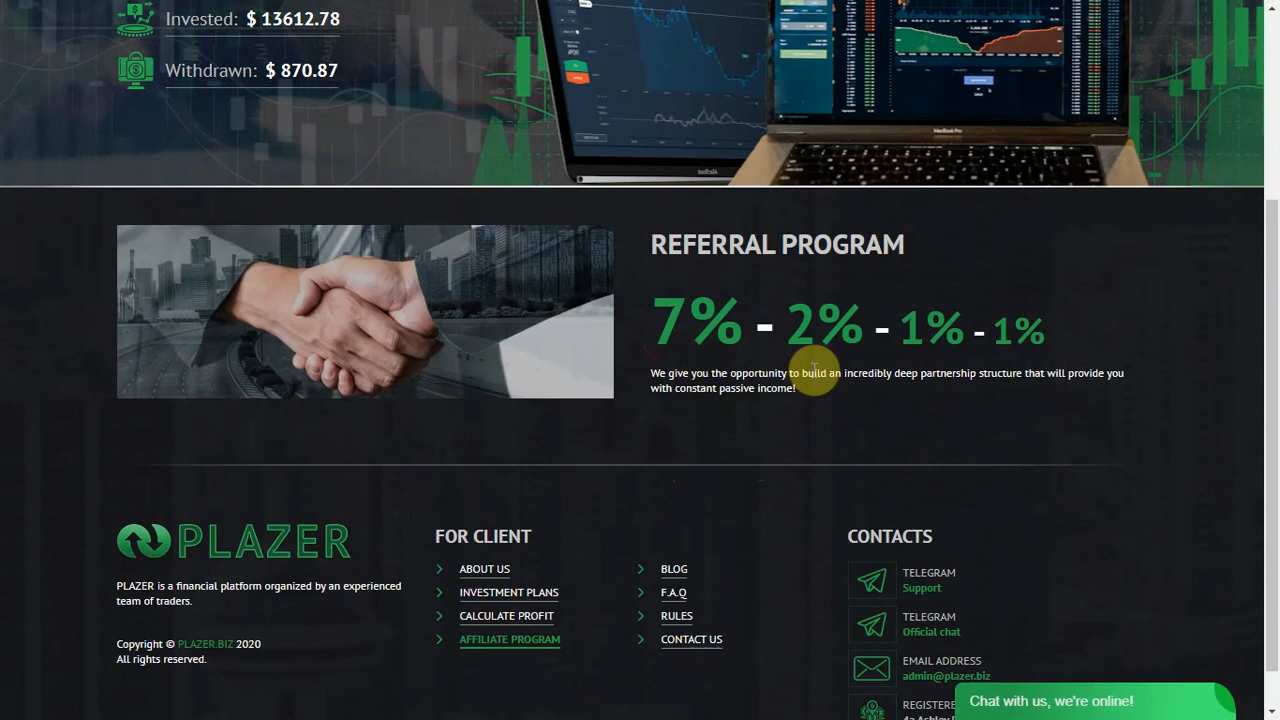 Invested: $ 13612.78
Withdrawn: $ 870.87
MacBook Pro
REFERRAL PROGRAM
7% - 2% - 1% - 1%
We give you the opportunity to build an incredibly deep partnership structure that will provide you
with constant passive income!
PLAZER
PLAZER is a financial platform organized by an experienced
team of traders.
Copyright © PLAZER.BIZ 2020
All rights reserved.
FOR CLIENT
ABOUT US
INVESTMENT PLANS
CALCULATE PROFIT
AFFILIATE PROGRAM
BLOG
F.A.Q
RULES
CONTACT US
CONTACTS
TELEGRAM
Support
TELEGRAM
Official chat
EMAIL ADDRESS
admin@plazer.biz
REGISTERE
Chat with us, we're online!